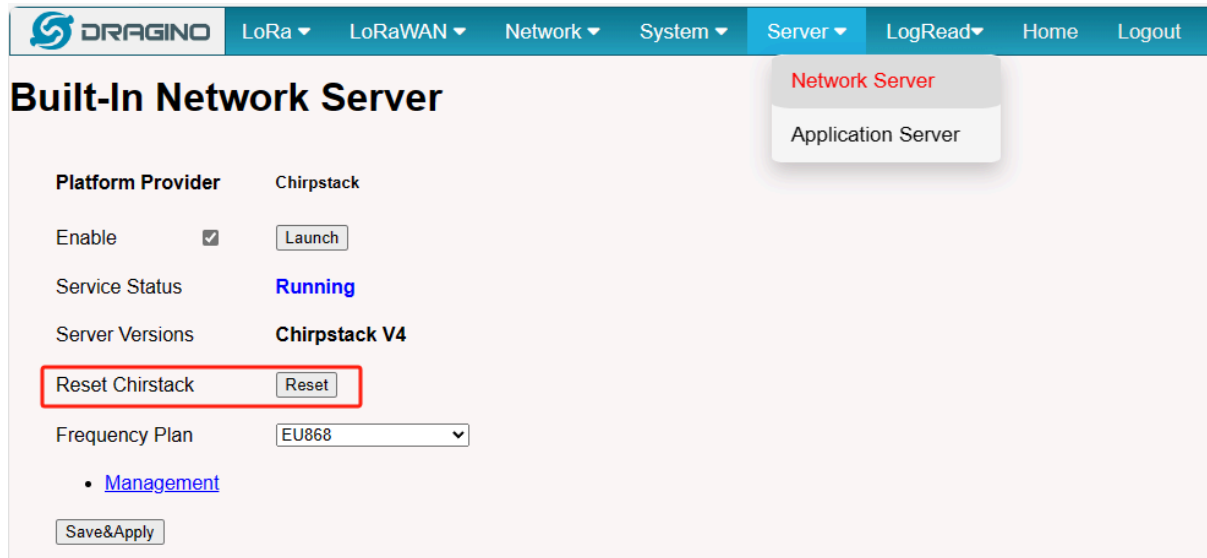 DRAGINO LoRa LoRaWAN Network System Server LogRead Home Logout
Network Server
Application Server
Built-In Network Server
Platform Provider Chirpstack
Enable Launch
Service Status Running
Server Versions Chirpstack V4
Reset Chirstack Reset
Frequency Plan EU868
Management
Save&Apply